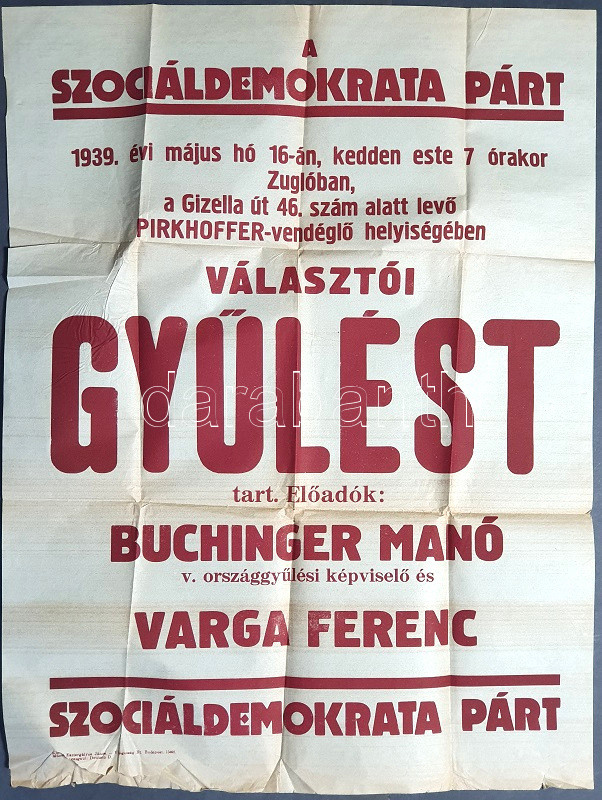 A
SZOCIÁLDEMOKRATA PÁRT
1939. évi május hó 16-án, kedden este 7 órakor
Zuglóban,
a Gizella út 46. szám alatt levő
PIRKHOFFER-vendéglő helyiségében
VÁLASZTÓI
GYŰLÉST
darabanth
tart. Előadók:
BUCHINGER MANÓ
v. országgyűlési képviselő és
VARGA FERENC
SZOCIÁLDEMOKRATA PÁRT